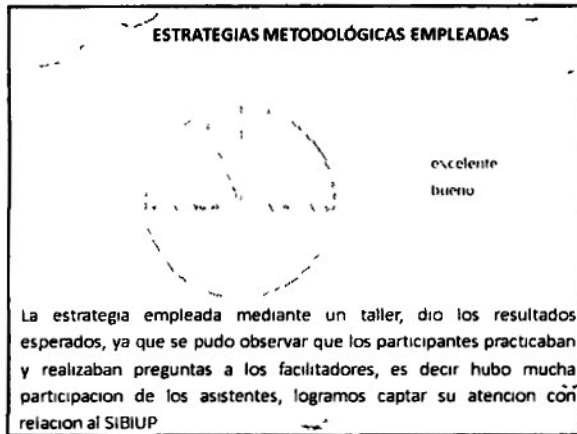 ESTRATEGIAS METODOLÓGICAS EMPLEADAS
excelente
bueno
La estrategia empleada mediante un taller, dio los resultados
esperados, ya que se pudo observar que los participantes practicaban
y realizaban preguntas a los facilitadores, es decir hubo mucha
participacion de los asistentes, logramos captar su atencion con
relacion al SIBIUP